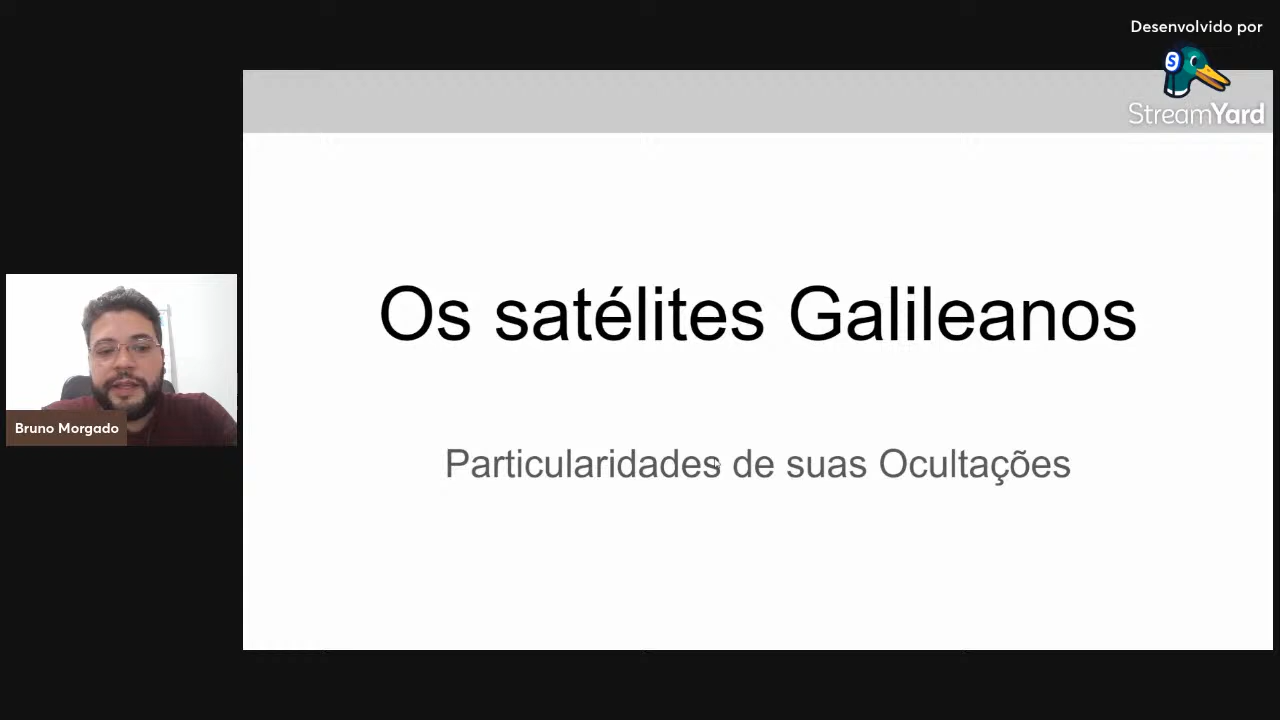 Desenvolvido por
S
StreamYard
Os satélites Galileanos
Particularidades de suas Ocultações
Bruno Morgado